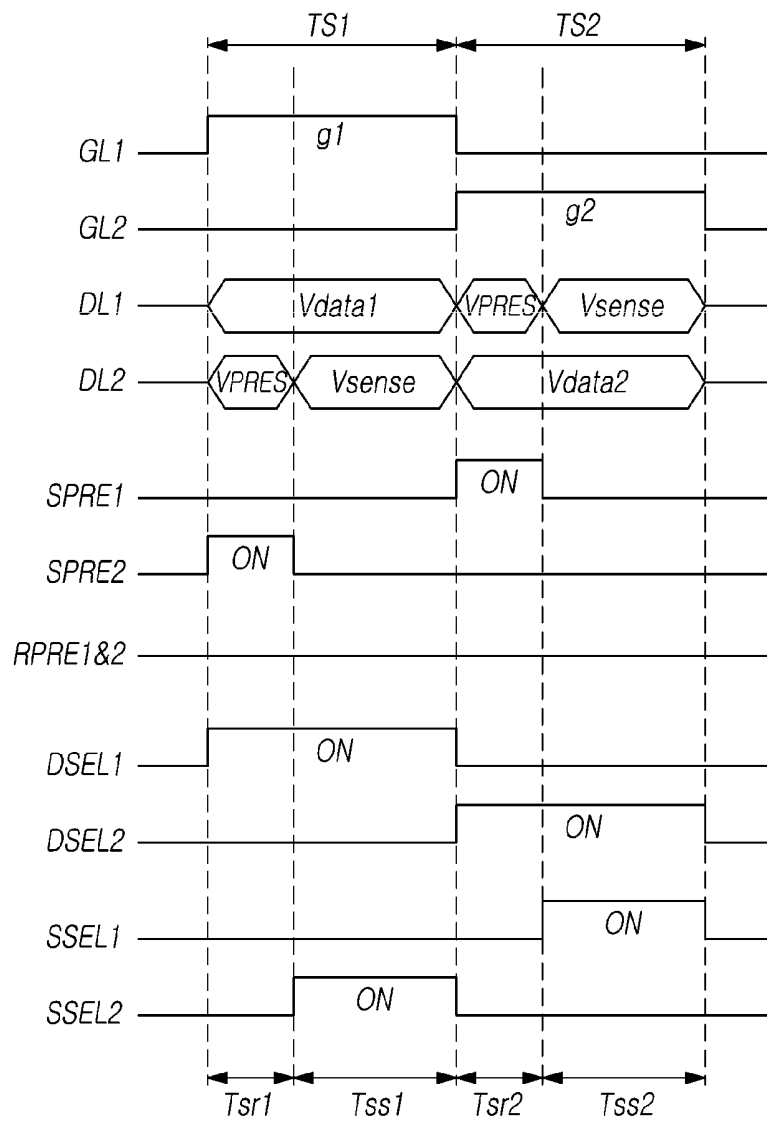 TS1 TS2
GL1 g1
GL2 g2
DL1 Vdata1 VPRES Vsense
DL2 VPRES Vsense Vdata2
SPRE1 ON
SPRE2 ON
RPRE1&2
DSEL1 ON
DSEL2 ON
SSEL1 ON
SSEL2 ON
Tsr1 Tss1 Tsr2 Tss2